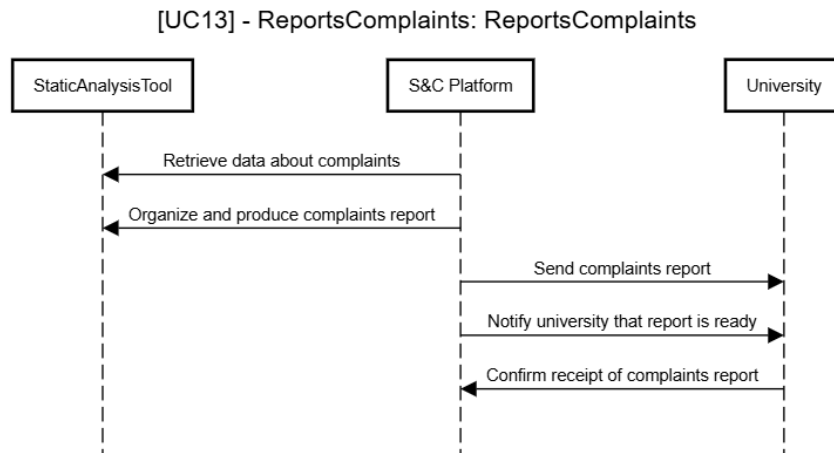 [UC13] - ReportsComplaints: ReportsComplaints
StaticAnalysisTool
S&C Platform
University
Retrieve data about complaints
Organize and produce complaints report
Send complaints report
Notify university that report is ready
Confirm receipt of complaints report